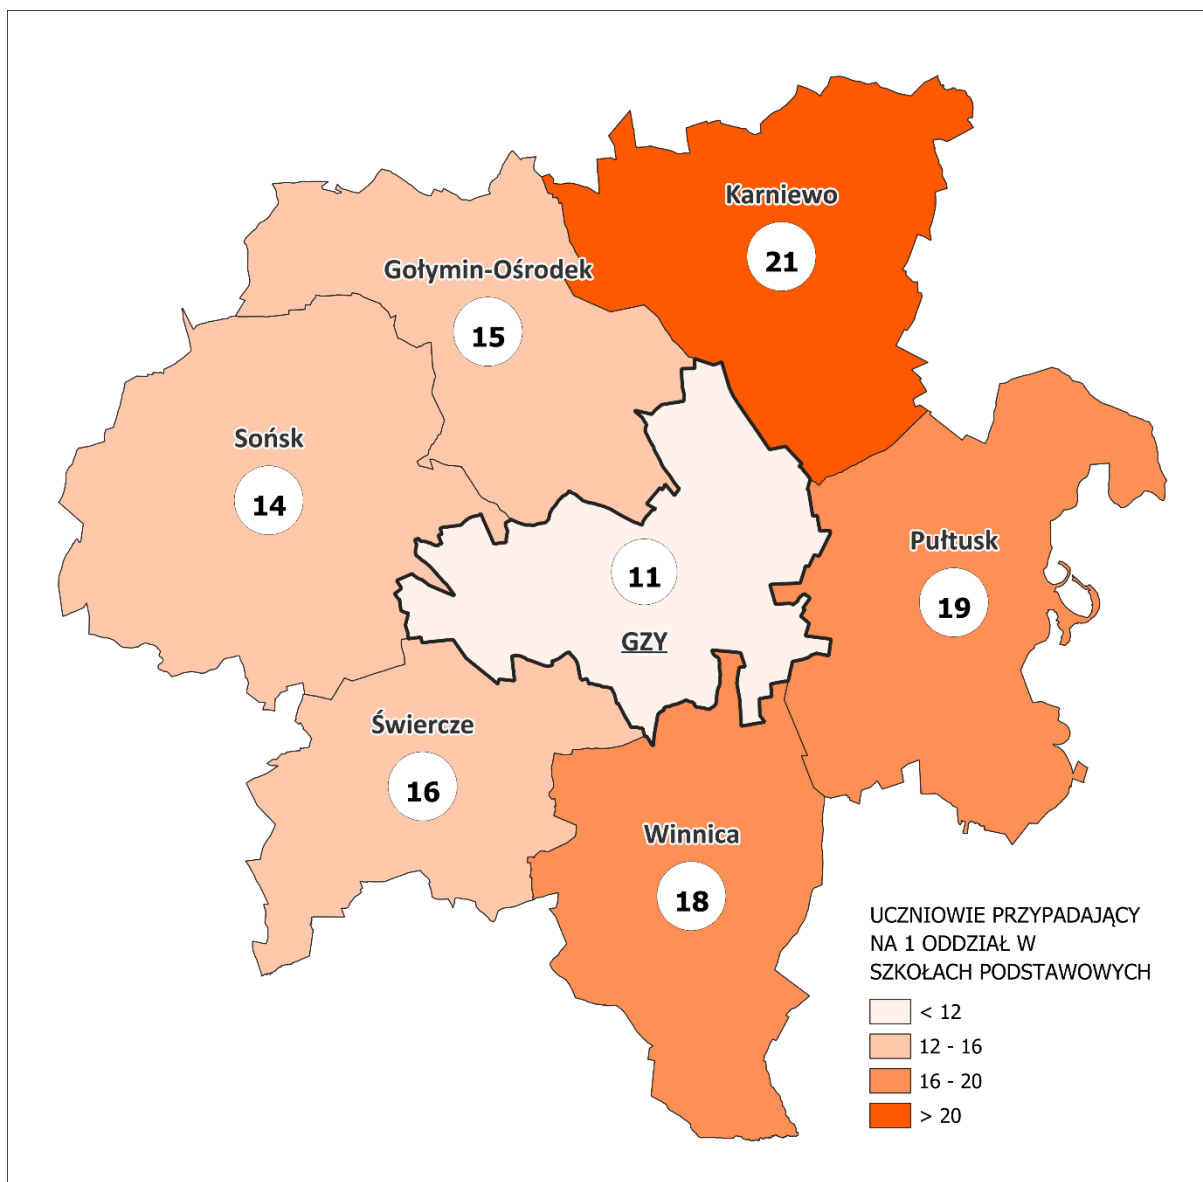 Karniewo
21
Gołymin-Ośrodek
15
Sońsk
14
Pułtusk
19
11
GZY
Świercze
16
Winnica
18
UCZNIOWIE PRZYPADAJĄCY
NA 1 ODDZIAŁ W
SZKOŁACH PODSTAWOWYCH
< 12
12 - 16
16 - 20
> 20